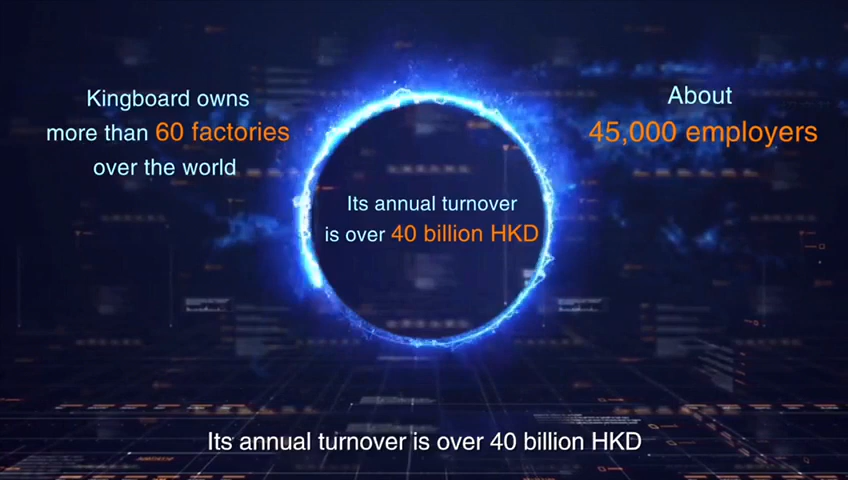 Kingboard owns
more than 60 factories
over the world
Its annual turnover
is over 40 billion HKD
About
45,000 employers
Its annual turnover is over 40 billion HKD